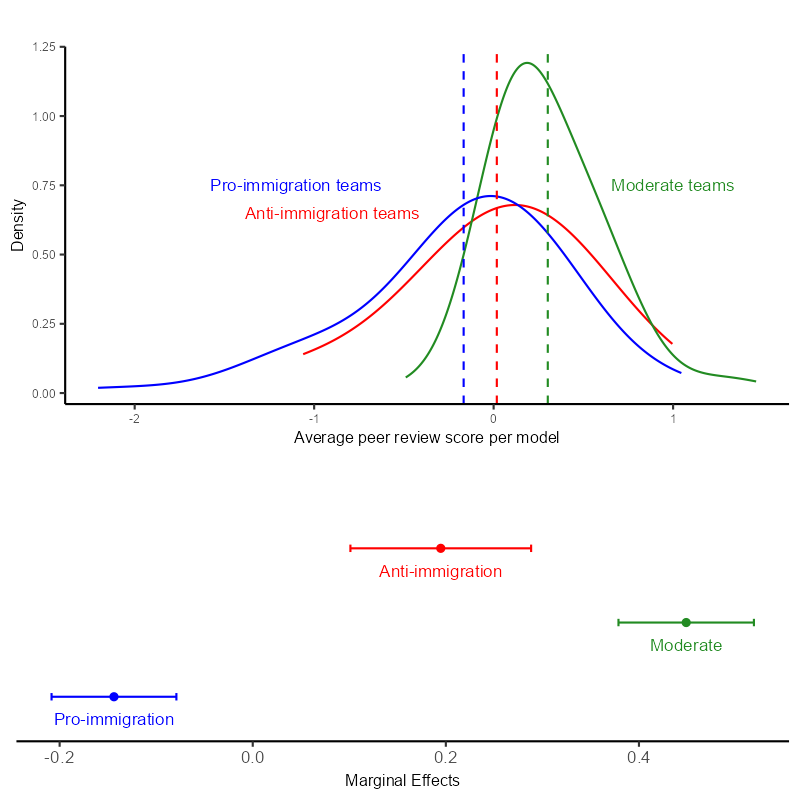 1.25
1.00
0.75
0.50
0.25
0.00
Density
Pro-immigration teams
Anti-immigration teams
Moderate teams
-2
-1
0
1
Average peer review score per model
Anti-immigration
Moderate
Pro-immigration
-0.2
0.0
0.2
0.4
Marginal Effects